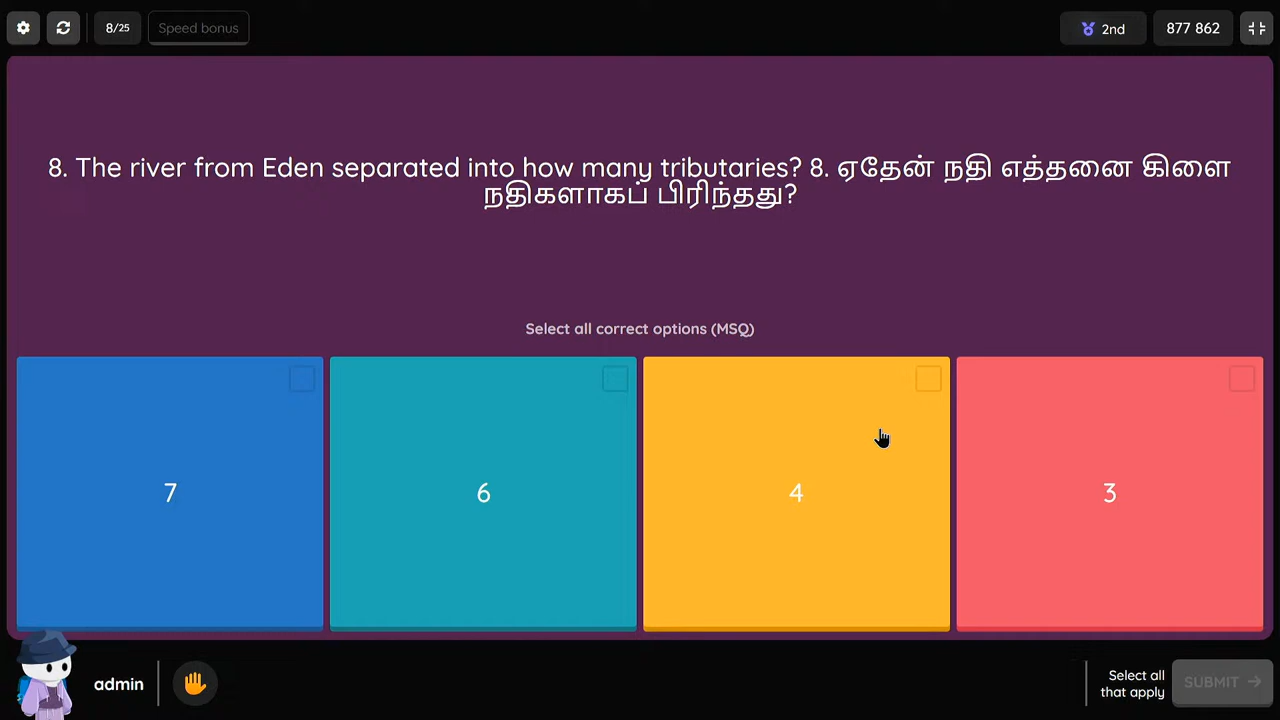 8/25
Speed bonus
2nd
877 862
8. The river from Eden separated into how many tributaries? 8. ஏதேன் நதி எத்தனை கிளை
நதிகளாகப் பிரிந்தது?
Select all correct options (MSQ)
7
6
4
3
admin
Select all
that apply
SUBMIT